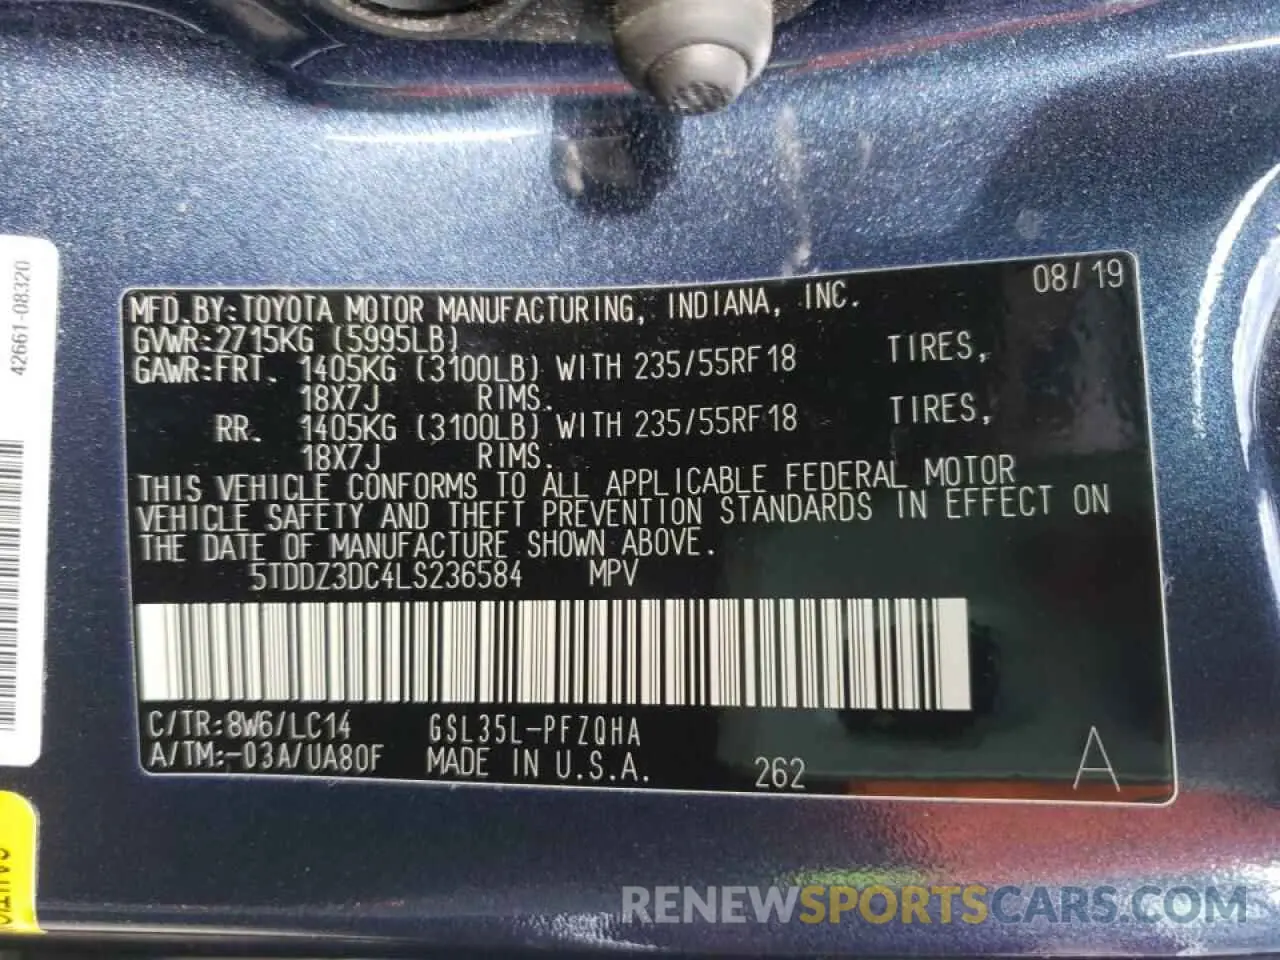 08/19
MFD.BY:TOYOTA MOTOR MANUFACTURING, INDIANA, INC.
GVWR:2715KG (5995LB)
GAWR:FRT. 1405KG (3100LB) WITH 235/55RF18 TIRES,
18X7J RIMS.
RR. 1405KG (3100LB) WITH 235/55RF18 TIRES,
18X7J RIMS.
THIS VEHICLE CONFORMS TO ALL APPLICABLE FEDERAL MOTOR
VEHICLE SAFETY AND THEFT PREVENTION STANDARDS IN EFFECT ON
THE DATE OF MANUFACTURE SHOWN ABOVE.
5TDDZ3DC4LS236584 MPV
C/TR:8W6/LC14 GSL35L-PFZQHA
A/TM:-03A/UA80F MADE IN U.S.A. 262 A
42661-08320
RENEWSPORTSCARS.COM